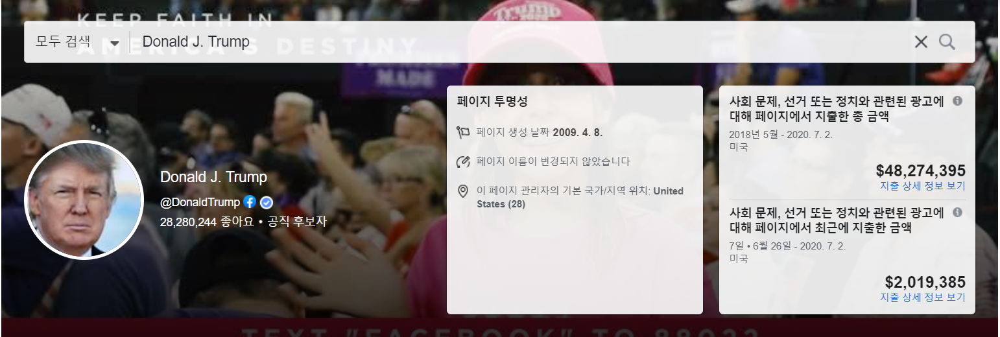 KEEP FAITH IN
AMERICA'S DESTINY
모두 검색
Donald J. Trump
Trump
MADE
Donald J. Trump
@DonaldTrump
28,280,244 좋아요 • 공직 후보자
페이지 투명성
페이지 생성 날짜 2009. 4. 8.
페이지 이름이 변경되지 않았습니다
이 페이지 관리자의 기본 국가/지역 위치: United
States (28)
사회 문제, 선거 또는 정치와 관련된 광고에
대해 페이지에서 지출한 총 금액
2018년 5월 - 2020. 7. 2.
미국
$48,274,395
지출 상세 정보 보기
사회 문제, 선거 또는 정치와 관련된 광고에
대해 페이지에서 최근에 지출한 금액
7일 • 6월 26일 - 2020. 7. 2.
미국
$2,019,385
지출 상세 정보 보기
TEXT "FACEBOOK" TO 88022